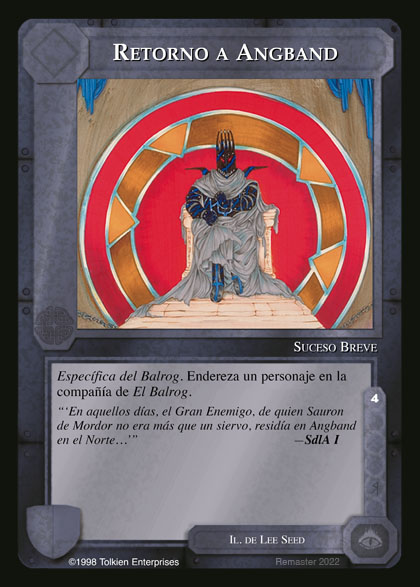 RETORNO A ANGBAND
SUCESO BREVE
Específica del Balrog. Endereza un personaje en la
compañía de El Balrog.
“‘En aquellos días, el Gran Enemigo, de quien Sauron
de Mordor no era más que un siervo, residía en Angband
en el Norte…’” —SdlA I
4
IL. DE LEE SEED
©1998 Tolkien Enterprises
Remaster 2022